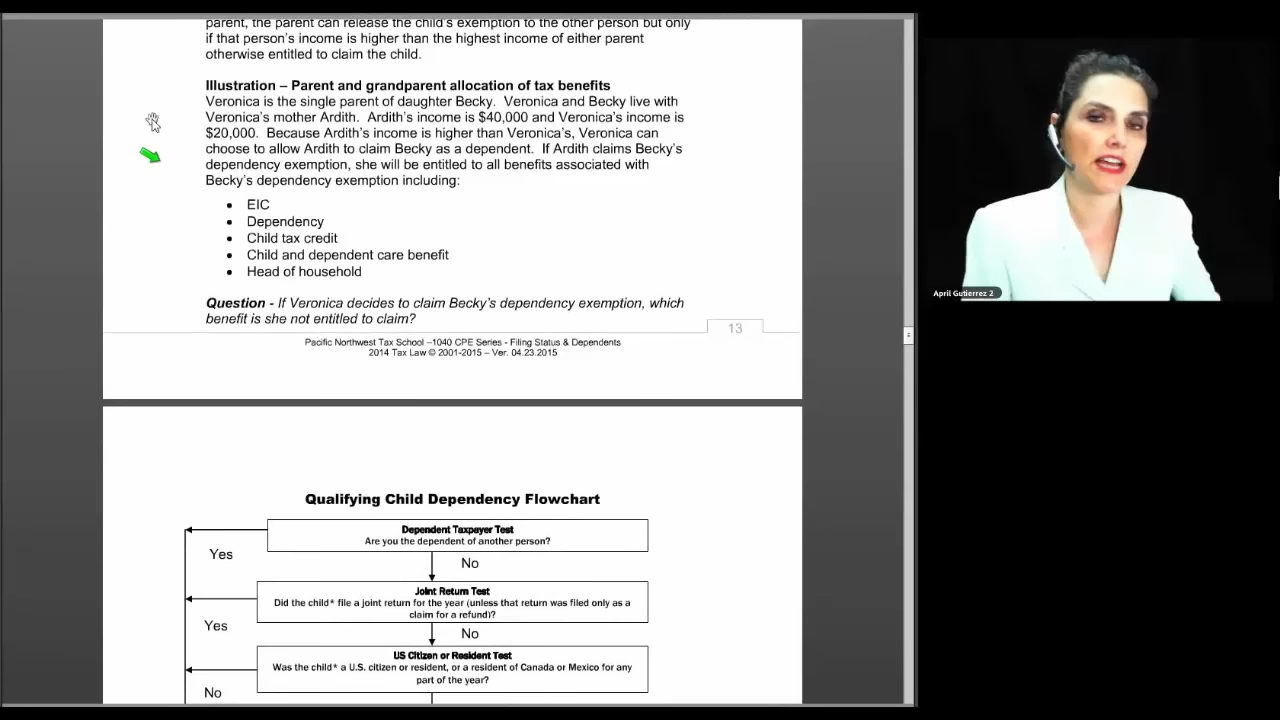 parent, the parent can release the child's exemption to the other person but only
if that person's income is higher than the highest income of either parent
otherwise entitled to claim the child.
Illustration – Parent and grandparent allocation of tax benefits
Veronica is the single parent of daughter Becky. Veronica and Becky live with
Veronica's mother Ardith. Ardith's income is $40,000 and Veronica's income is
$20,000. Because Ardith's income is higher than Veronica's, Veronica can
choose to allow Ardith to claim Becky as a dependent. If Ardith claims Becky's
dependency exemption, she will be entitled to all benefits associated with
Becky's dependency exemption including:
• EIC
• Dependency
• Child tax credit
• Child and dependent care benefit
• Head of household
Question - If Veronica decides to claim Becky's dependency exemption, which
benefit is she not entitled to claim?
13
Pacific Northwest Tax School –1040 CPE Series - Filing Status & Dependents
2014 Tax Law © 2001-2015 – Ver. 04.23.2015
Qualifying Child Dependency Flowchart
Dependent Taxpayer Test
Are you the dependent of another person?
Yes
No
Joint Return Test
Did the child* file a joint return for the year (unless that return was filed only as a
claim for a refund)?
Yes
No
US Citizen or Resident Test
Was the child* a U.S. citizen or resident, or a resident of Canada or Mexico for any
part of the year?
No
April Gutierrez 2